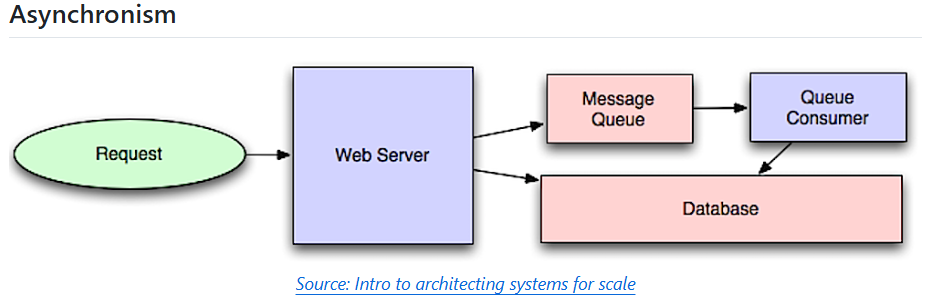 Asynchronism
Request
Web Server
Message
Queue
Queue
Consumer
Database
Source: Intro to architecting systems for scale